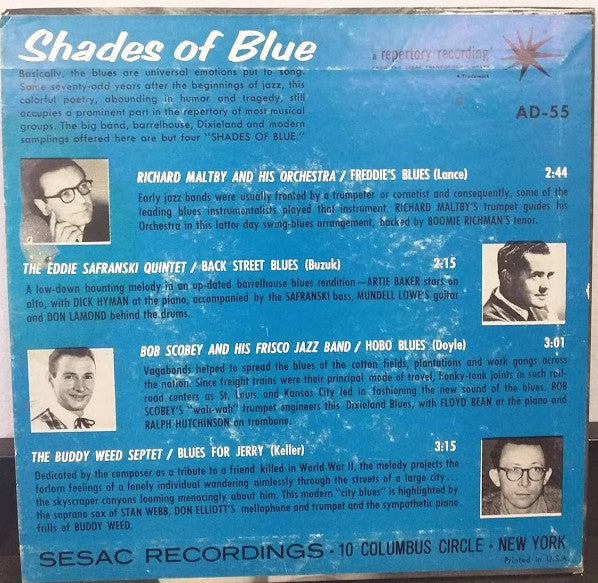 Shades of Blue
a repertory recording
A Trademark
AD-55
Basically, the blues are universal emotions put to song.
Some seventy-odd years after the beginnings of jazz, this
colorful poetry, abounding in humor and tragedy, still
occupies a prominent part in the repertory of most musical
groups. The big band, barrelhouse, Dixieland and modern
samplings offered here are but four "SHADES OF BLUE."
RICHARD MALTBY AND HIS ORCHESTRA / FREDDIE'S BLUES (Lance) 2:44
Early jazz bands were usually fronted by a trumpeter or cornetist and consequently, some of the
leading blues instrumentalists played that instrument. RICHARD MALTBY'S trumpet guides his
Orchestra in this latter day swing-blues arrangement, backed by BOOMIE RICHMAN'S tenor.
THE EDDIE SAFRANSKI QUINTET / BACK STREET BLUES (Buzuk) 2:15
A low-down haunting melody in an up-dated barrelhouse blues rendition—ARTIE BAKER stars on
alto, with DICK HYMAN at the piano, accompanied by the SAFRANSKI bass, MUNDELL LOWE'S guitar
and DON LAMOND behind the drums.
BOB SCOBEY AND HIS FRISCO JAZZ BAND / HOBO BLUES (Doyle) 3:01
Vagabonds helped to spread the blues of the cotton fields, plantations and work gangs across
the nation. Since freight trains were their principal mode of travel, honky-tonk joints in such rail-
road centers as St. Louis and Kansas City led in fashioning the new sound of the blues. BOB
SCOBEY'S "wah-wah" trumpet engineers this Dixieland Blues, with FLOYD BEAN at the piano and
RALPH HUTCHINSON on trombone.
THE BUDDY WEED SEPTET / BLUES FOR JERRY (Keller) 3:15
Dedicated by the composer as a tribute to a friend killed in World War II, the melody projects the
forlorn feelings of a lonely individual wandering aimlessly through the streets of a large city . . .
the skyscraper canyons looming menacingly about him. This modern "city blues" is highlighted by
the soprano sax of STAN WEBB, DON ELLIOTT'S mellophone and trumpet and the sympathetic piano
frills of BUDDY WEED.
SESAC RECORDINGS · 10 COLUMBUS CIRCLE · NEW YORK
Printed in U.S.A.